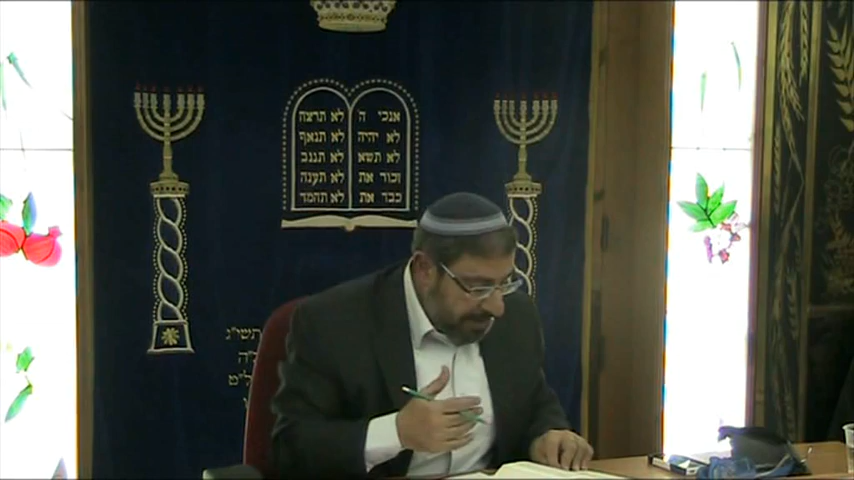 אנכי ה
לא יהיה
לא תשא
זכור את
כבד את
לא תרצח
לא תנאף
לא תגנב
לא תענה
לא תחמד
תשי"ג